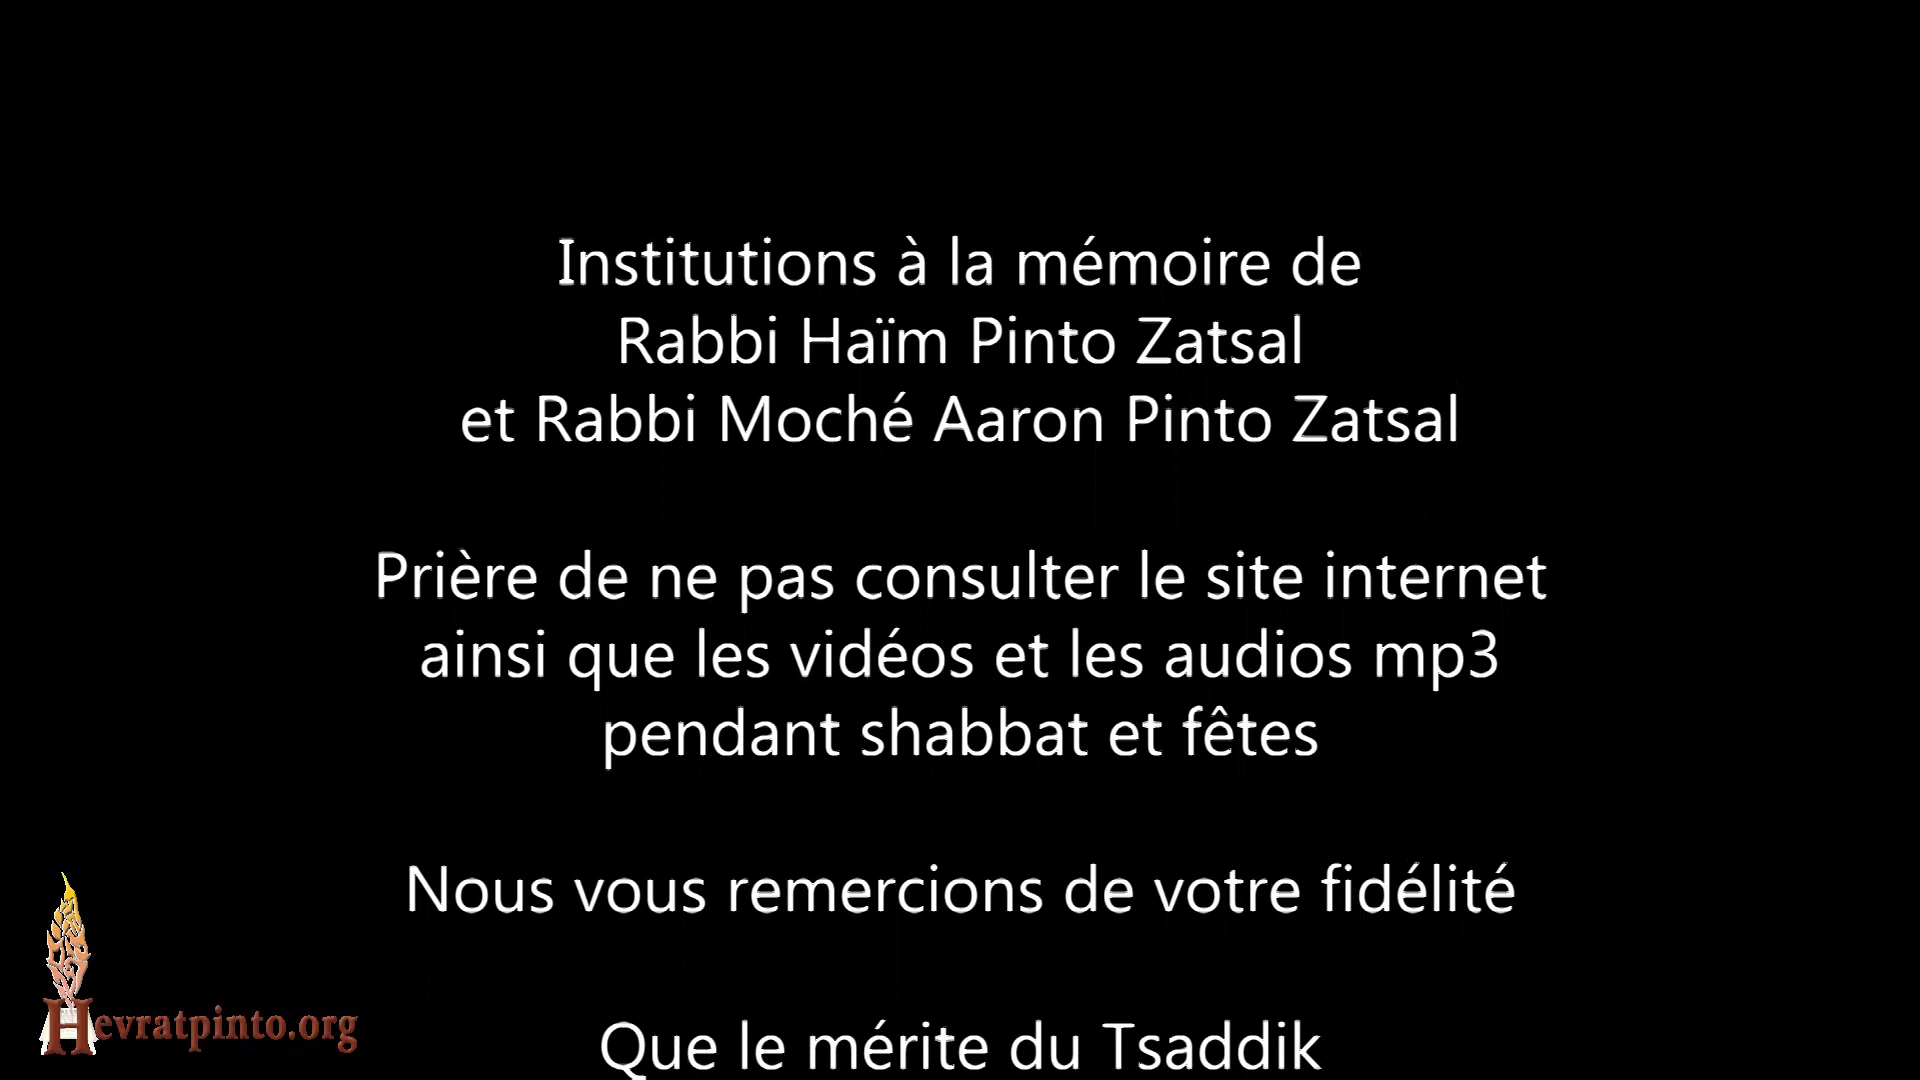 Institutions à la mémoire de
Rabbi Haïm Pinto Zatsal
et Rabbi Moché Aaron Pinto Zatsal
Prière de ne pas consulter le site internet
ainsi que les vidéos et les audios mp3
pendant shabbat et fêtes
Nous vous remercions de votre fidélité
Hevratpinto.org
Que le mérite du Tsaddik